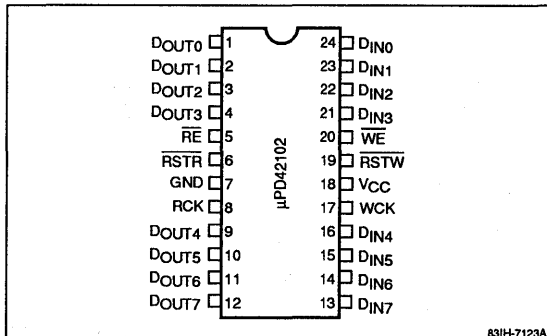 DOUT0 1 24 DIN0
DOUT1 2 23 DIN1
DOUT2 3 22 DIN2
DOUT3 4 21 DIN3
RE 5 20 WE
RSTR 6 19 RSTW
GND 7 18 VCC
RCK 8 17 WCK
DOUT4 9 16 DIN4
DOUT5 10 15 DIN5
DOUT6 11 14 DIN6
DOUT7 12 13 DIN7
µPD42102
83IH-7123A